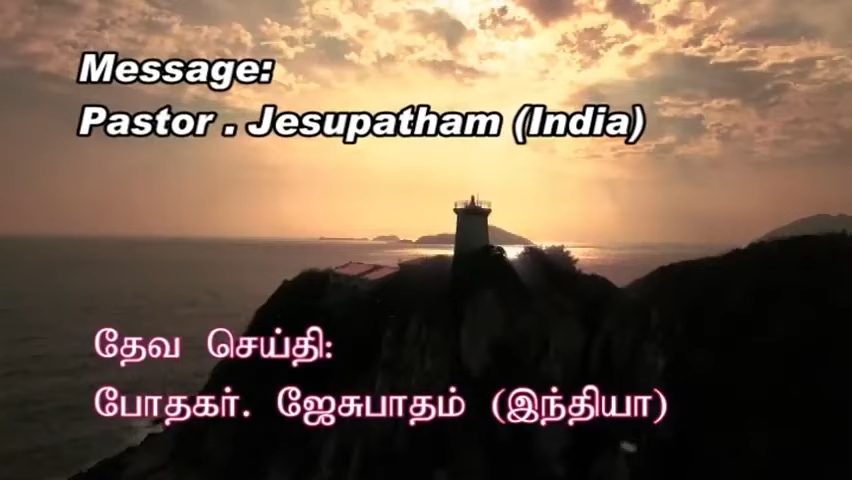 Message:
Pastor . Jesupatham (India)
தேவ செய்தி:
போதகர். ஜேசுபாதம் (இந்தியா)